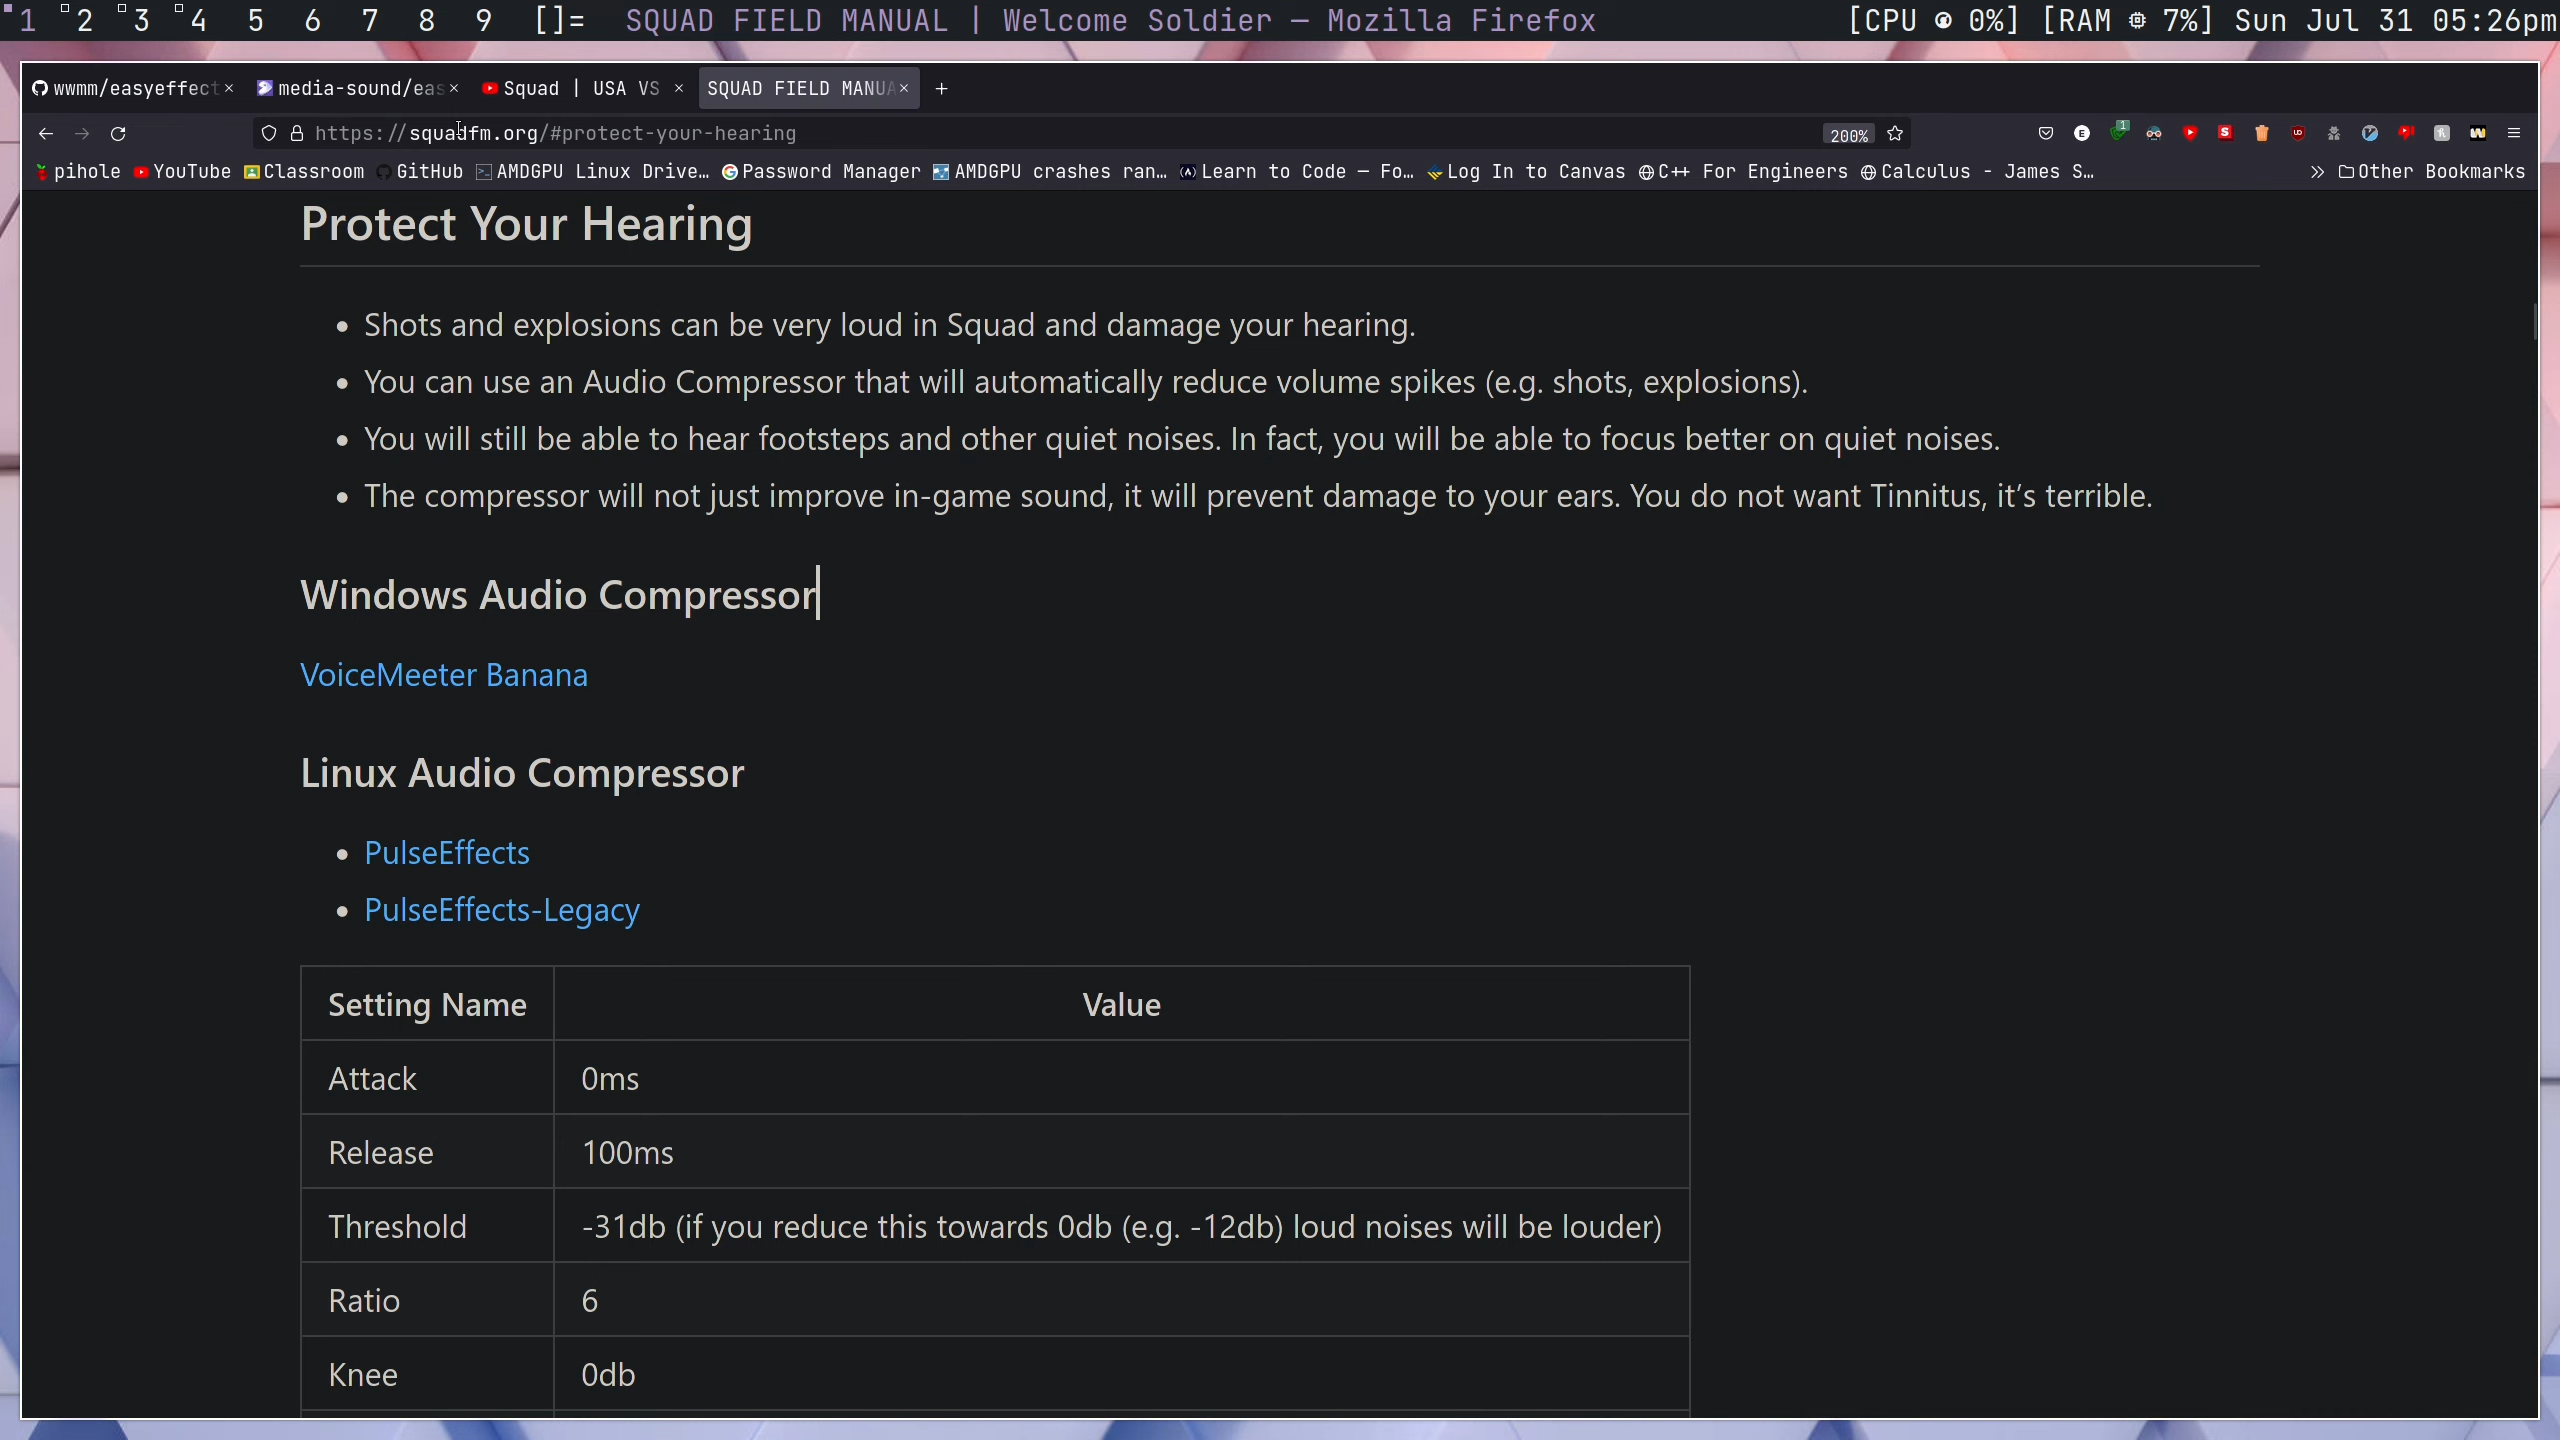 1 2 3 4 5 6 7 8 9 []= SQUAD FIELD MANUAL | Welcome Soldier — Mozilla Firefox [CPU 0%] [RAM 7%] Sun Jul 31 05:26pm
wwmm/easyeffect × media-sound/eas × Squad | USA VS × SQUAD FIELD MANUA × +
https://squadfm.org/#protect-your-hearing 200%
pihole YouTube Classroom GitHub AMDGPU Linux Drive… Password Manager AMDGPU crashes ran… Learn to Code — Fo… Log In to Canvas C++ For Engineers Calculus - James S… Other Bookmarks
Protect Your Hearing
• Shots and explosions can be very loud in Squad and damage your hearing.
• You can use an Audio Compressor that will automatically reduce volume spikes (e.g. shots, explosions).
• You will still be able to hear footsteps and other quiet noises. In fact, you will be able to focus better on quiet noises.
• The compressor will not just improve in-game sound, it will prevent damage to your ears. You do not want Tinnitus, it’s terrible.
Windows Audio Compressor
VoiceMeeter Banana
Linux Audio Compressor
• PulseEffects
• PulseEffects-Legacy
Setting Name Value
Attack 0ms
Release 100ms
Threshold -31db (if you reduce this towards 0db (e.g. -12db) loud noises will be louder)
Ratio 6
Knee 0db